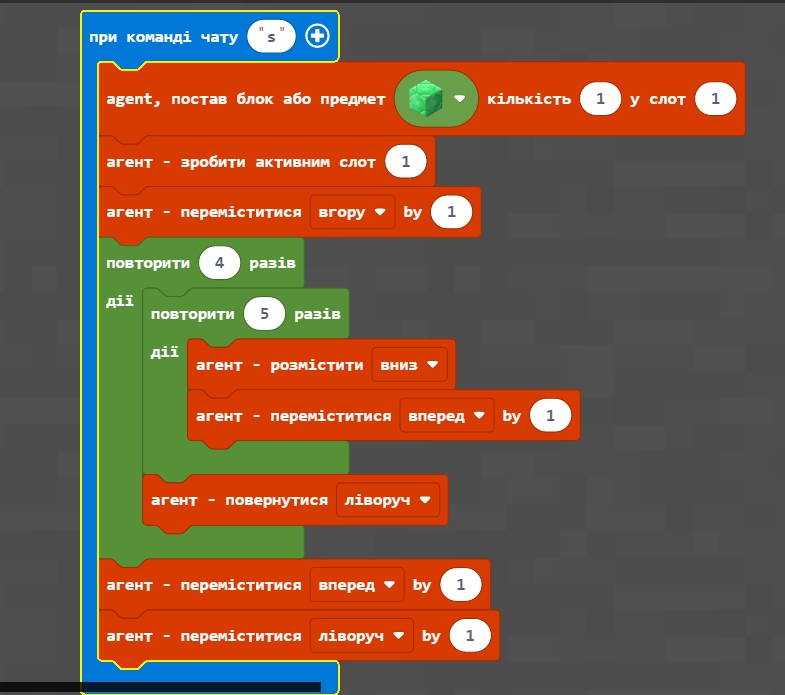 при команді чату "s"
agent, постав блок або предмет кількість 1 у слот 1
агент - зробити активним слот 1
агент - переміститися вгору by 1
повторити 4 разів
дії
повторити 5 разів
дії
агент - розмістити вниз
агент - переміститися вперед by 1
агент - повернутися ліворуч
агент - переміститися вперед by 1
агент - переміститися ліворуч by 1